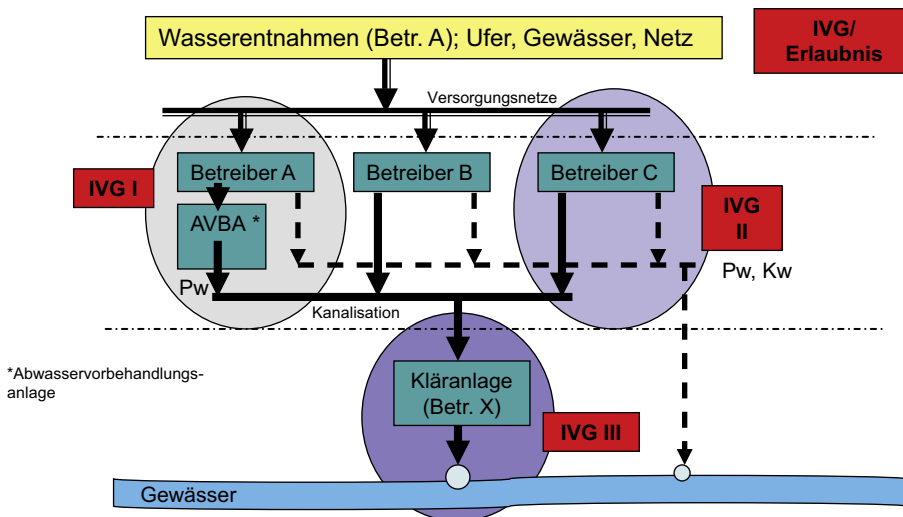 Wasserentnahmen (Betr. A); Ufer, Gewässer, Netz
IVG/
Erlaubnis
Versorgungsnetze
IVG I
Betreiber A
Betreiber B
Betreiber C
AVBA *
IVG
II
Pw
Pw, Kw
Kanalisation
*Abwasservorbehandlungs-
anlage
Kläranlage
(Betr. X)
IVG III
Gewässer